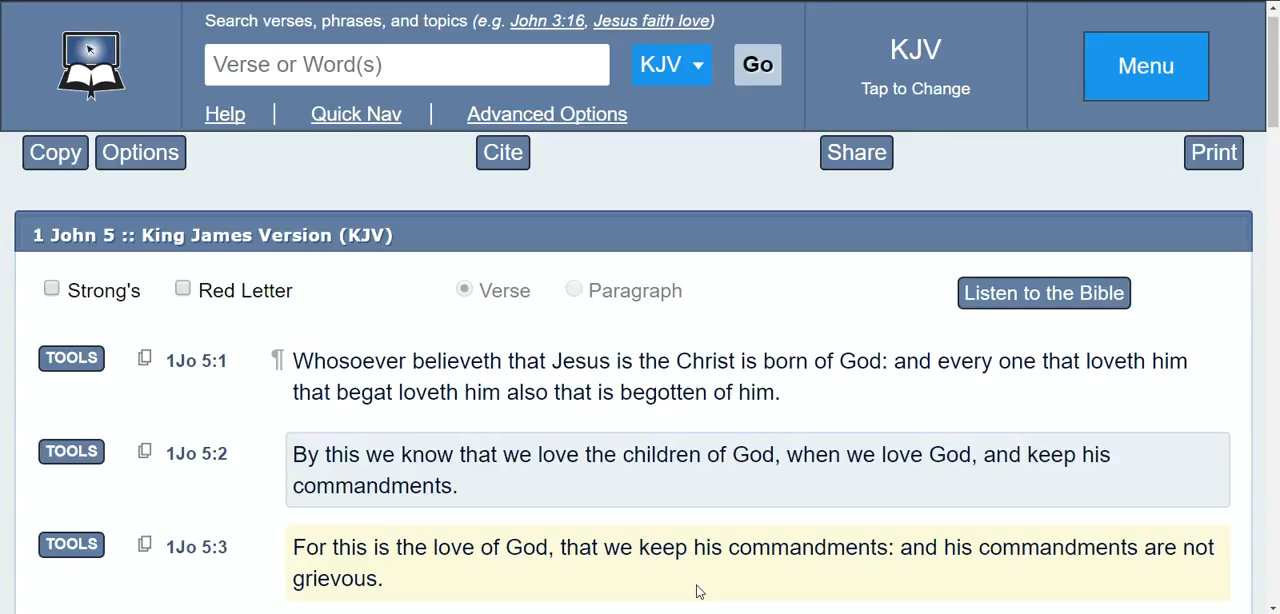 Search verses, phrases, and topics (e.g. John 3:16, Jesus faith love)
Verse or Word(s)
KJV
Go
Help | Quick Nav | Advanced Options
KJV
Tap to Change
Menu
Copy Options Cite Share Print
1 John 5 :: King James Version (KJV)
Strong's Red Letter Verse Paragraph Listen to the Bible
TOOLS 1Jo 5:1 ¶ Whosoever believeth that Jesus is the Christ is born of God: and every one that loveth him
that begat loveth him also that is begotten of him.
TOOLS 1Jo 5:2 By this we know that we love the children of God, when we love God, and keep his
commandments.
TOOLS 1Jo 5:3 For this is the love of God, that we keep his commandments: and his commandments are not
grievous.